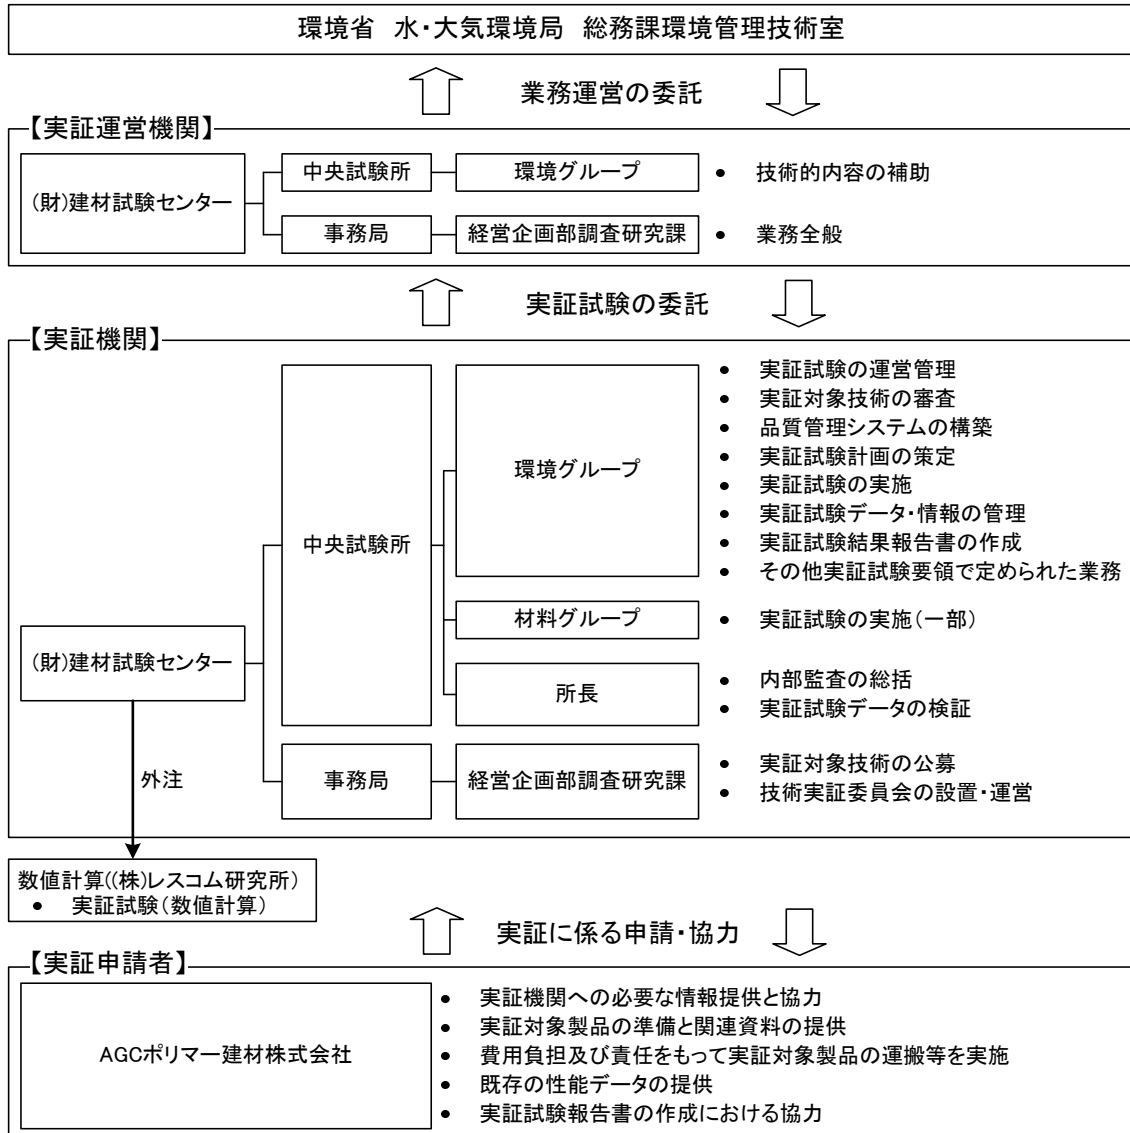 環境省 水・大気環境局 総務課環境管理技術室
業務運営の委託
【実証運営機関】
(財)建材試験センター
中央試験所
環境グループ
• 技術的内容の補助
事務局
経営企画部調査研究課
• 業務全般
実証試験の委託
【実証機関】
(財)建材試験センター
中央試験所
環境グループ
• 実証試験の運営管理
• 実証対象技術の審査
• 品質管理システムの構築
• 実証試験計画の策定
• 実証試験の実施
• 実証試験データ・情報の管理
• 実証試験結果報告書の作成
• その他実証試験要領で定められた業務
材料グループ
• 実証試験の実施(一部)
所長
• 内部監査の総括
• 実証試験データの検証
事務局
経営企画部調査研究課
• 実証対象技術の公募
• 技術実証委員会の設置・運営
外注
数値計算((株)レスコム研究所)
• 実証試験(数値計算)
実証に係る申請・協力
【実証申請者】
AGCポリマー建材株式会社
• 実証機関への必要な情報提供と協力
• 実証対象製品の準備と関連資料の提供
• 費用負担及び責任をもって実証対象製品の運搬等を実施
• 既存の性能データの提供
• 実証試験報告書の作成における協力